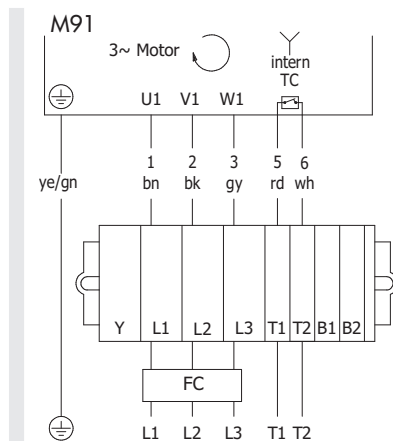 M91
3~ Motor
intern
TC
U1 V1 W1
1 2 3 5 6
ye/gn bn bk gy rd wh
Y L1 L2 L3 T1 T2 B1 B2
FC
L1 L2 L3 T1 T2